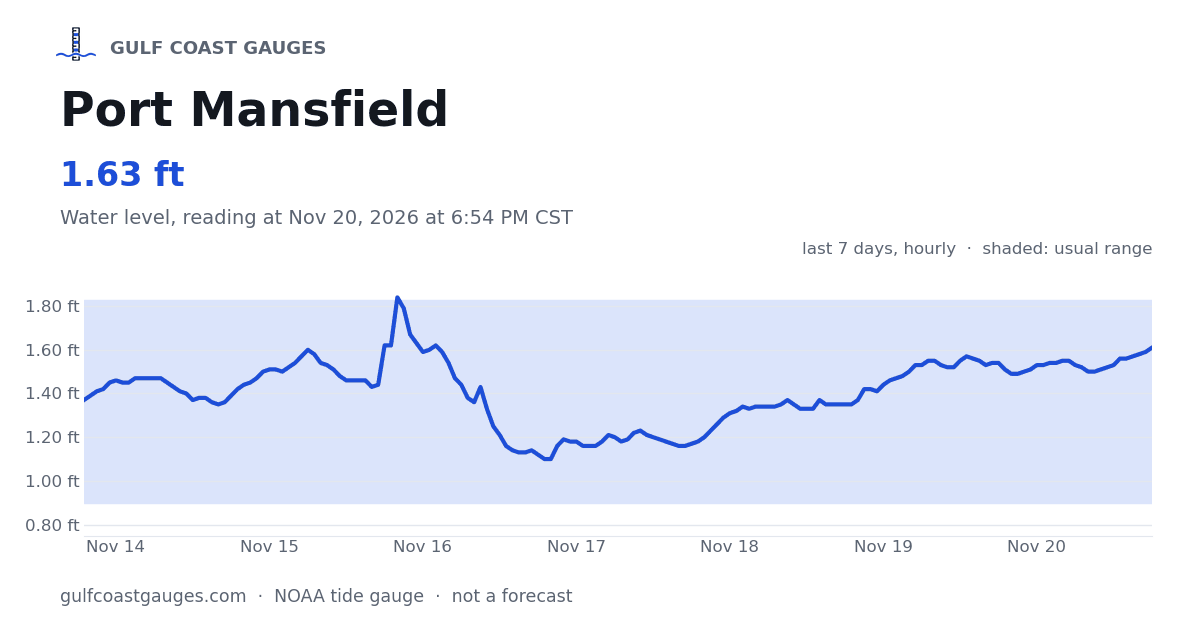 GULF COAST GAUGES
Port Mansfield
1.63 ft
Water level, reading at Nov 20, 2026 at 6:54 PM CST
last 7 days, hourly · shaded: usual range
1.80 ft
1.60 ft
1.40 ft
1.20 ft
1.00 ft
0.80 ft
Nov 14 Nov 15 Nov 16 Nov 17 Nov 18 Nov 19 Nov 20
gulfcoastgauges.com · NOAA tide gauge · not a forecast